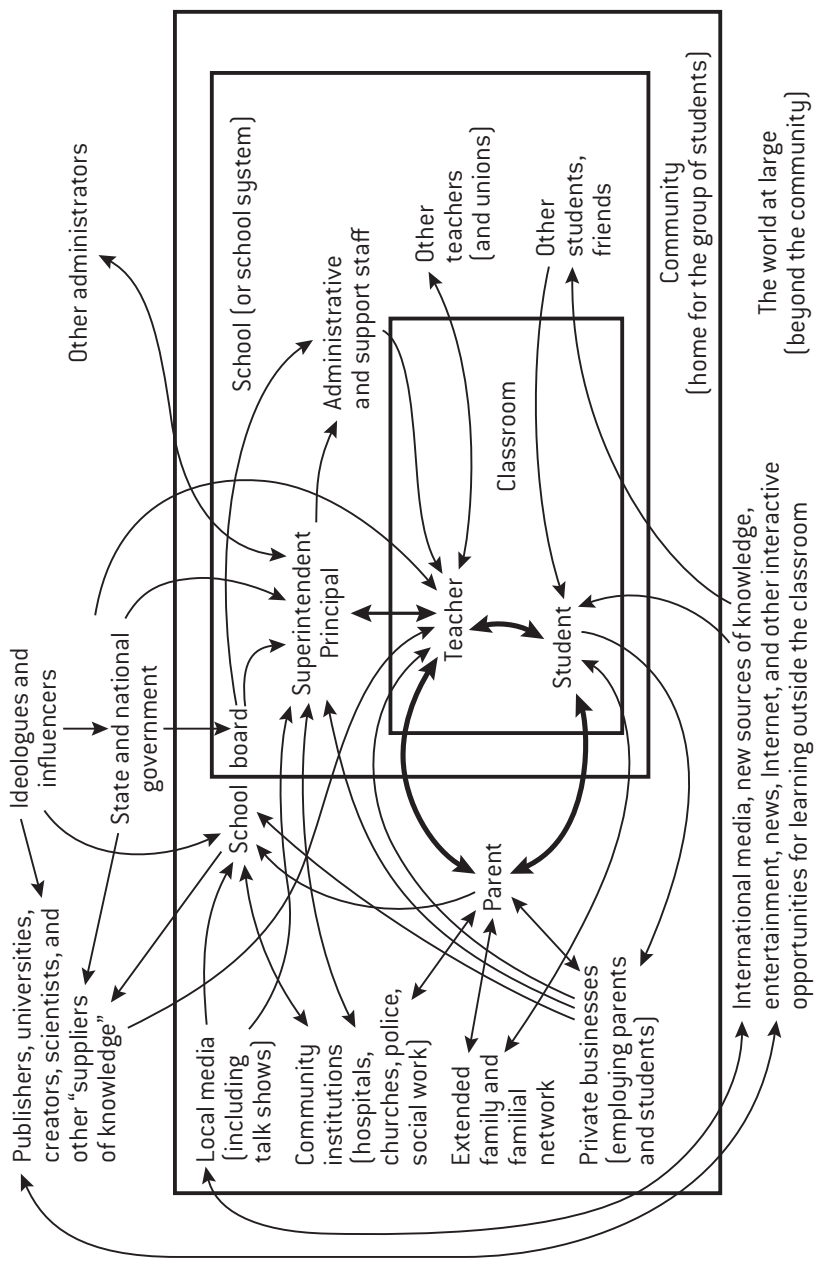 Ideologues and
influencers
Publishers, universities,
creators, scientists, and
other “suppliers
of knowledge”
State and national
government
Other administrators
Local media
(including
talk shows)
School board
School (or school system)
Community
institutions
(hospitals,
churches, police,
social work)
Superintendent
Principal
Administrative
and support staff
Extended
family and
familial
network
Parent
Teacher
Other
teachers
(and unions)
Classroom
Private businesses
(employing parents
and students)
Student
Other
students,
friends
Community
(home for the group of students)
International media, new sources of knowledge,
entertainment, news, Internet, and other interactive
opportunities for learning outside the classroom
The world at large
(beyond the community)